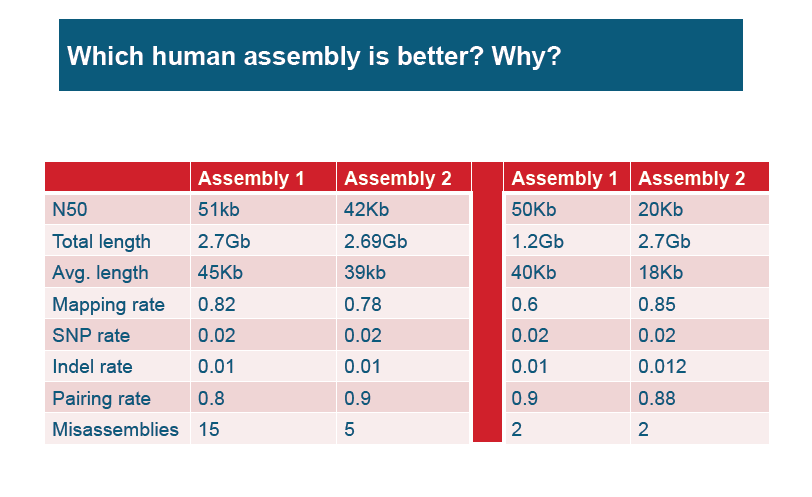 Which human assembly is better? Why?
Assembly 1 Assembly 2 Assembly 1 Assembly 2
N50 51kb 42Kb 50Kb 20Kb
Total length 2.7Gb 2.69Gb 1.2Gb 2.7Gb
Avg. length 45Kb 39kb 40Kb 18Kb
Mapping rate 0.82 0.78 0.6 0.85
SNP rate 0.02 0.02 0.02 0.02
Indel rate 0.01 0.01 0.01 0.012
Pairing rate 0.8 0.9 0.9 0.88
Misassemblies 15 5 2 2